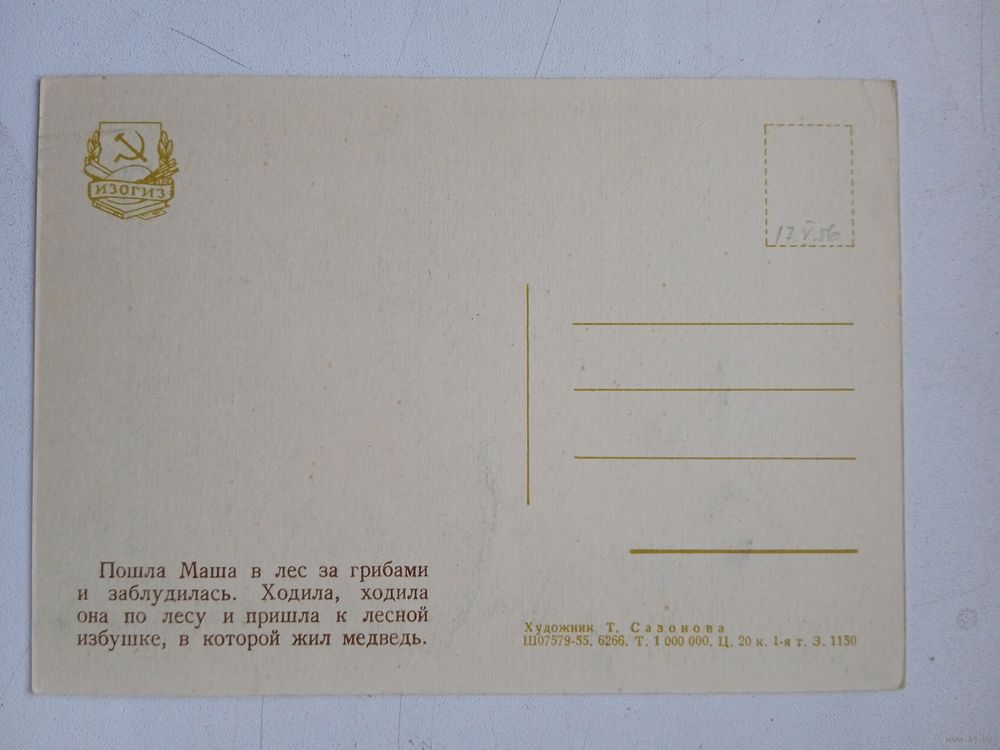 ИЗОГИЗ
17 V.56
Пошла Маша в лес за грибами
и заблудилась. Ходила, ходила
она по лесу и пришла к лесной
избушке, в которой жил медведь.
Художник Т. Сазонова
Ш07579-55. 6266. Т. 1 000 000. Ц. 20 к. 1-я т. З. 1150